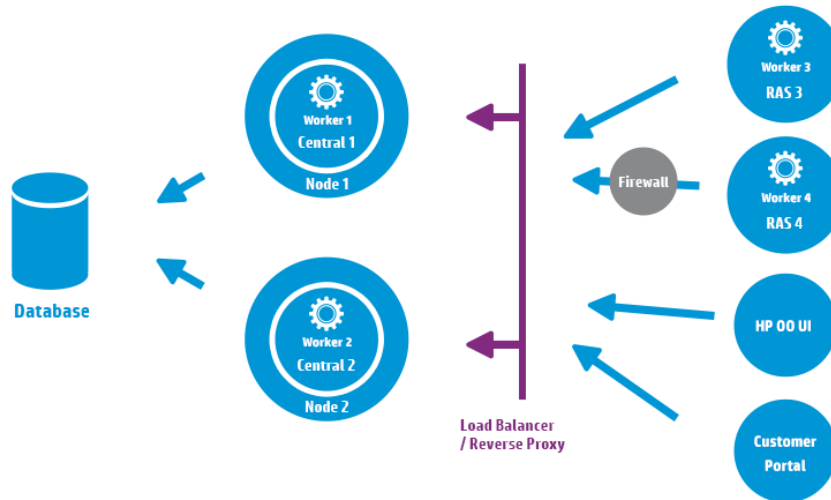 Worker 1
Central 1
Node 1
Database
Worker 2
Central 2
Node 2
Load Balancer
/ Reverse Proxy
Firewall
Worker 3
RAS 3
Worker 4
RAS 4
HP OO UI
Customer
Portal